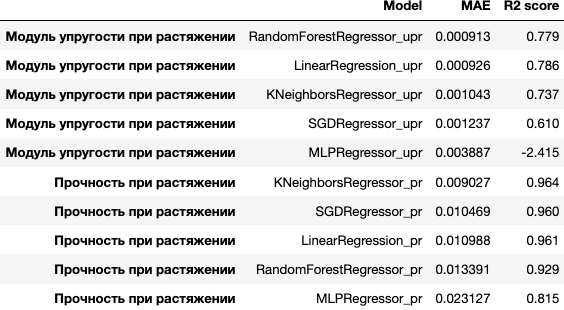 Model MAE R2 score
Модуль упругости при растяжении RandomForestRegressor_upr 0.000913 0.779
Модуль упругости при растяжении LinearRegression_upr 0.000926 0.786
Модуль упругости при растяжении KNeighborsRegressor_upr 0.001043 0.737
Модуль упругости при растяжении SGDRegressor_upr 0.001237 0.610
Модуль упругости при растяжении MLPRegressor_upr 0.003887 -2.415
Прочность при растяжении KNeighborsRegressor_pr 0.009027 0.964
Прочность при растяжении SGDRegressor_pr 0.010469 0.960
Прочность при растяжении LinearRegression_pr 0.010988 0.961
Прочность при растяжении RandomForestRegressor_pr 0.013391 0.929
Прочность при растяжении MLPRegressor_pr 0.023127 0.815